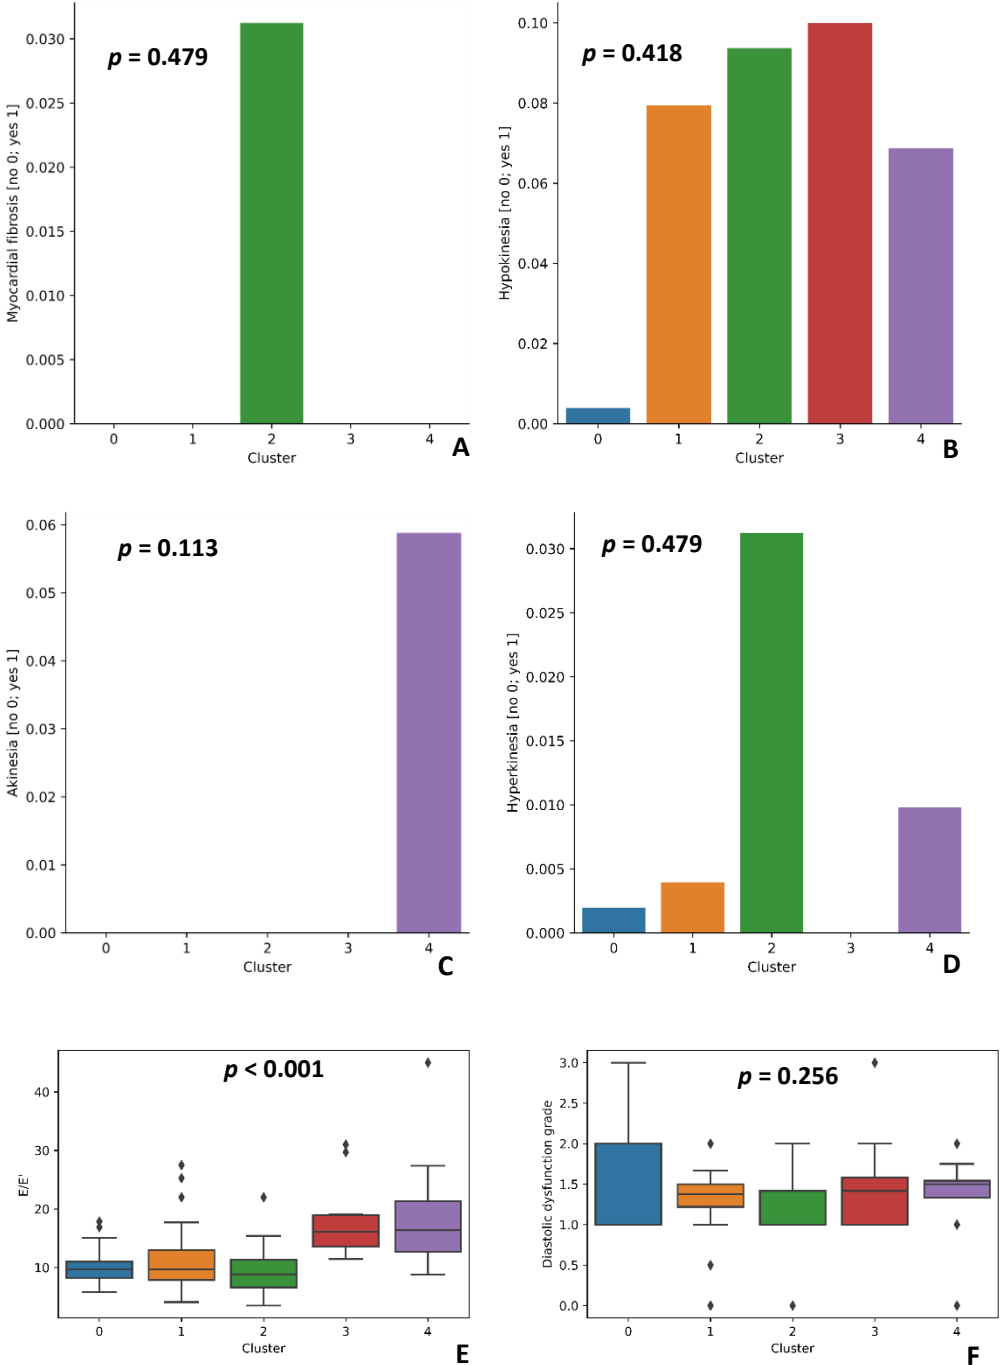 p = 0.479
Myocardial fibrosis [no 0; yes 1]
0.030
0.025
0.020
0.015
0.010
0.005
0.000
0 1 2 3 4
Cluster
A
p = 0.418
Hypokinesia [no 0; yes 1]
0.10
0.08
0.06
0.04
0.02
0.00
0 1 2 3 4
Cluster
B
p = 0.113
Akinesia [no 0; yes 1]
0.06
0.05
0.04
0.03
0.02
0.01
0.00
0 1 2 3 4
Cluster
C
p = 0.479
Hyperkinesia [no 0; yes 1]
0.030
0.025
0.020
0.015
0.010
0.005
0.000
0 1 2 3 4
Cluster
D
p < 0.001
E/E'
40
30
20
10
0 1 2 3 4
Cluster
E
p = 0.256
Diastolic dysfunction grade
3.0
2.5
2.0
1.5
1.0
0.5
0.0
0 1 2 3 4
Cluster
F